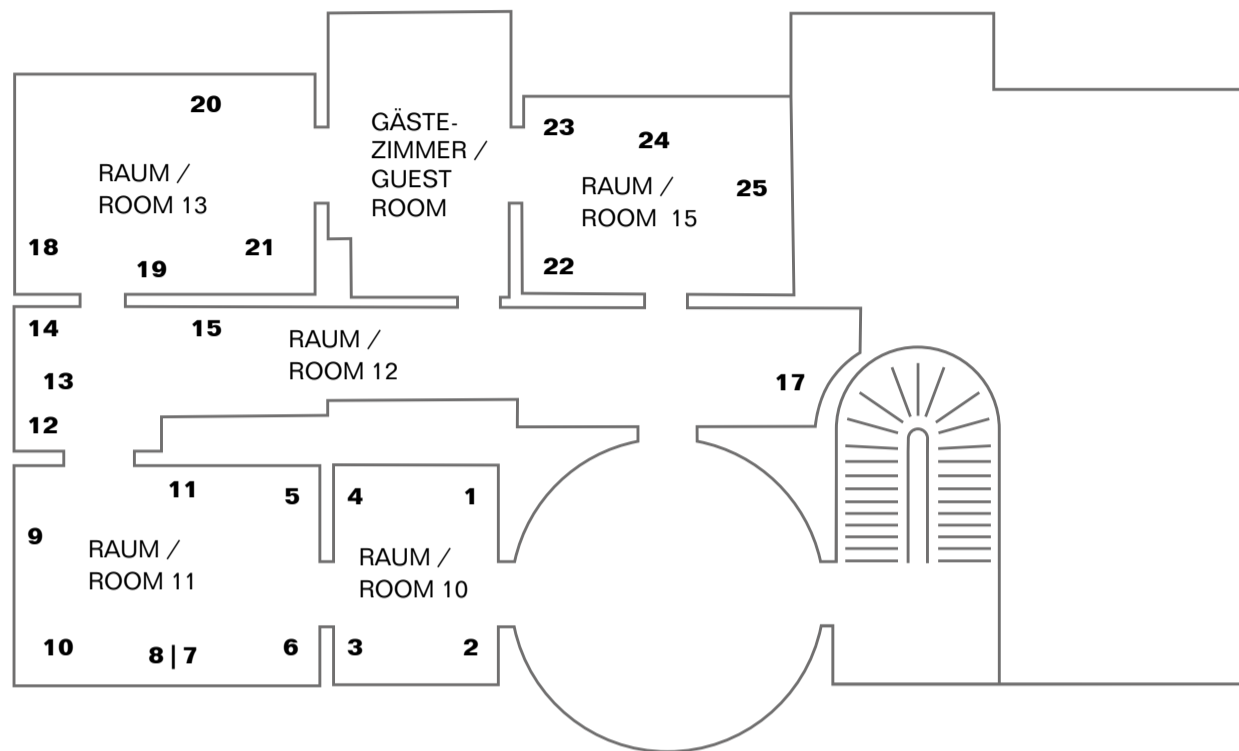 20
RAUM /
ROOM 13
18
19
21
GÄSTE-
ZIMMER /
GUEST
ROOM
23
24
25
RAUM /
ROOM 15
22
14
15
RAUM /
ROOM 12
13
12
17
11
5
9
RAUM /
ROOM 11
10
8 | 7
6
4
1
RAUM /
ROOM 10
3
2